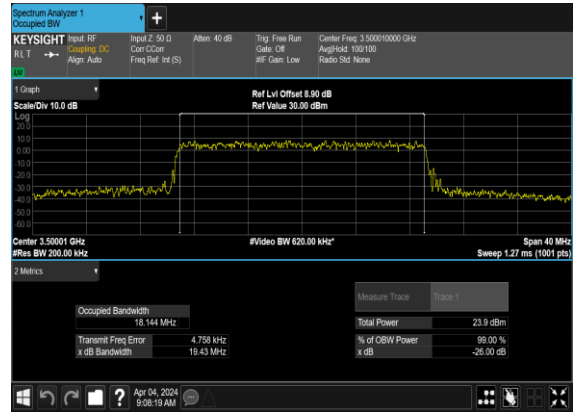 Spectrum Analyzer 1
Occupied BW
KEYSIGHT Input: RF Input Z: 50 Ω Atten: 40 dB Trig: Free Run Center Freq: 3.500010000 GHz
RLT Coupling: DC Corr CCorr Gate: Off Avg|Hold: 100/100
Align: Auto Freq Ref: Int (S) #IF Gain: Low Radio Std: None
LW
1 Graph Ref Lvl Offset 8.90 dB
Scale/Div 10.0 dB Ref Value 30.00 dBm
Log
20.0
10.0
0.00
-10.0
-20.0
-30.0
-40.0
-50.0
-60.0
Center 3.50001 GHz #Video BW 620.00 kHz* Span 40 MHz
#Res BW 200.00 kHz Sweep 1.27 ms (1001 pts)
2 Metrics
Measure Trace Trace 1
Occupied Bandwidth
18.144 MHz Total Power 23.9 dBm
Transmit Freq Error 4.758 kHz % of OBW Power 99.00 %
x dB Bandwidth 19.43 MHz x dB -26.00 dB
Apr 04, 2024
9:08:19 AM